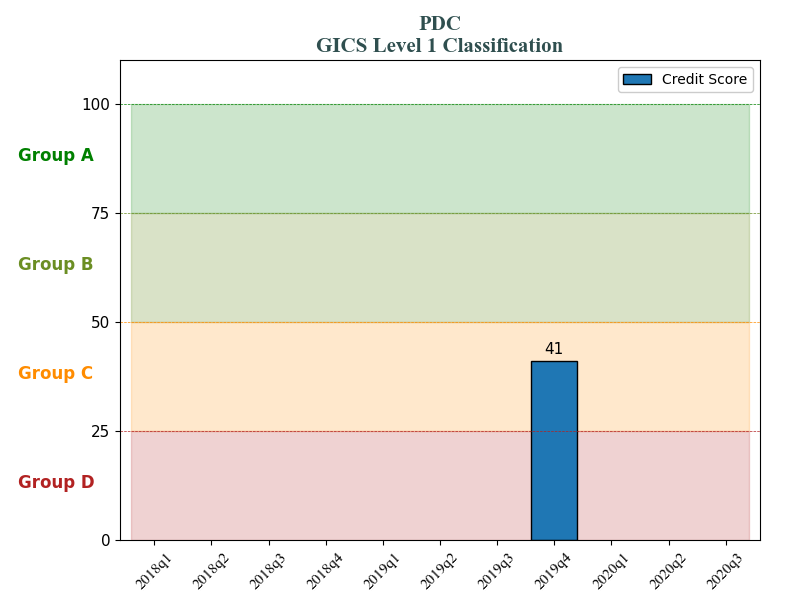 PDC
GICS Level 1 Classification
Credit Score
100
Group A
75
Group B
50
41
Group C
25
Group D
0
2018q1 2018q2 2018q3 2018q4 2019q1 2019q2 2019q3 2019q4 2020q1 2020q2 2020q3